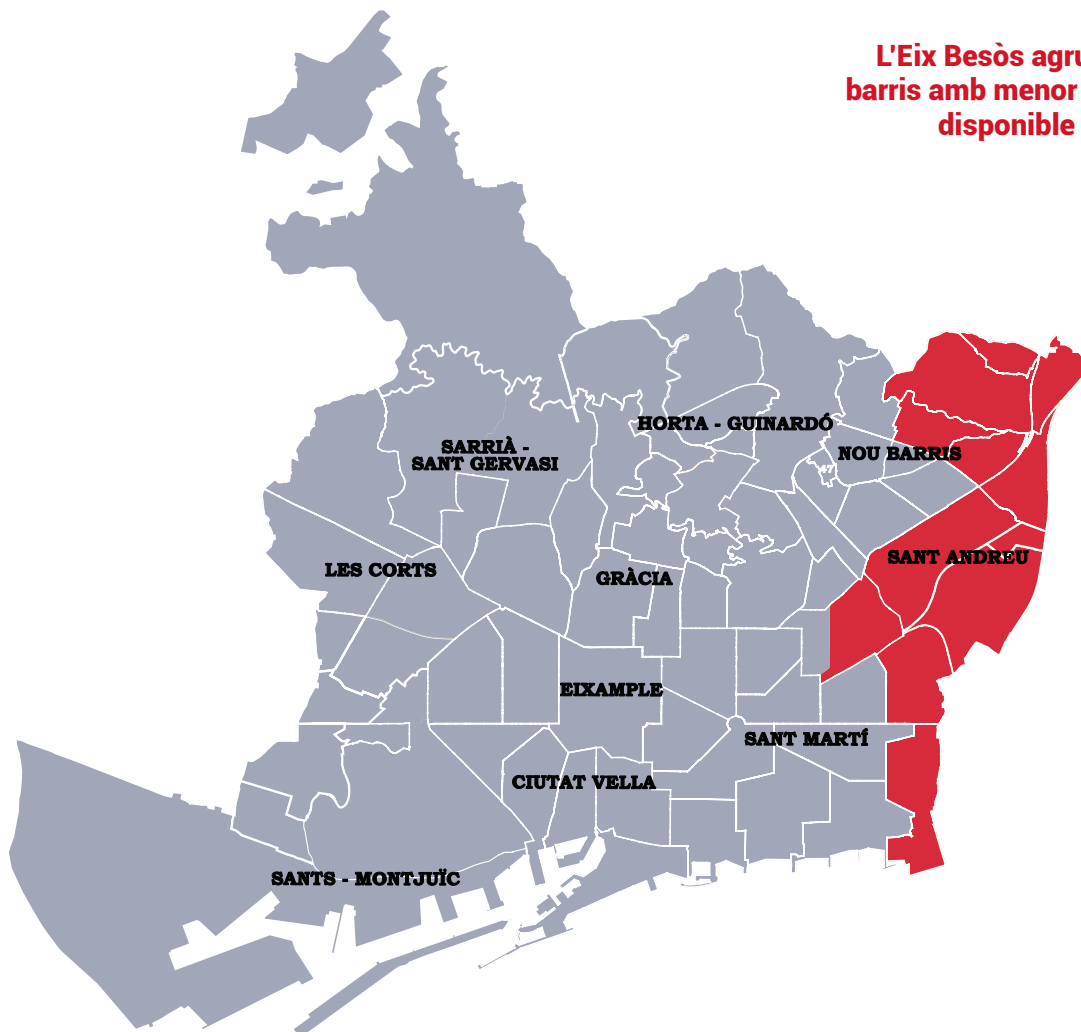 L'Eix Besòs agru
barris amb menor
disponible
HORTA - GUINARDÓ
SARRIÀ -
SANT GERVASI
NOU BARRIS
47
SANT ANDREU
LES CORTS
GRÀCIA
EIXAMPLE
SANT MARTÍ
CIUTAT VELLA
SANTS - MONTJUÏC